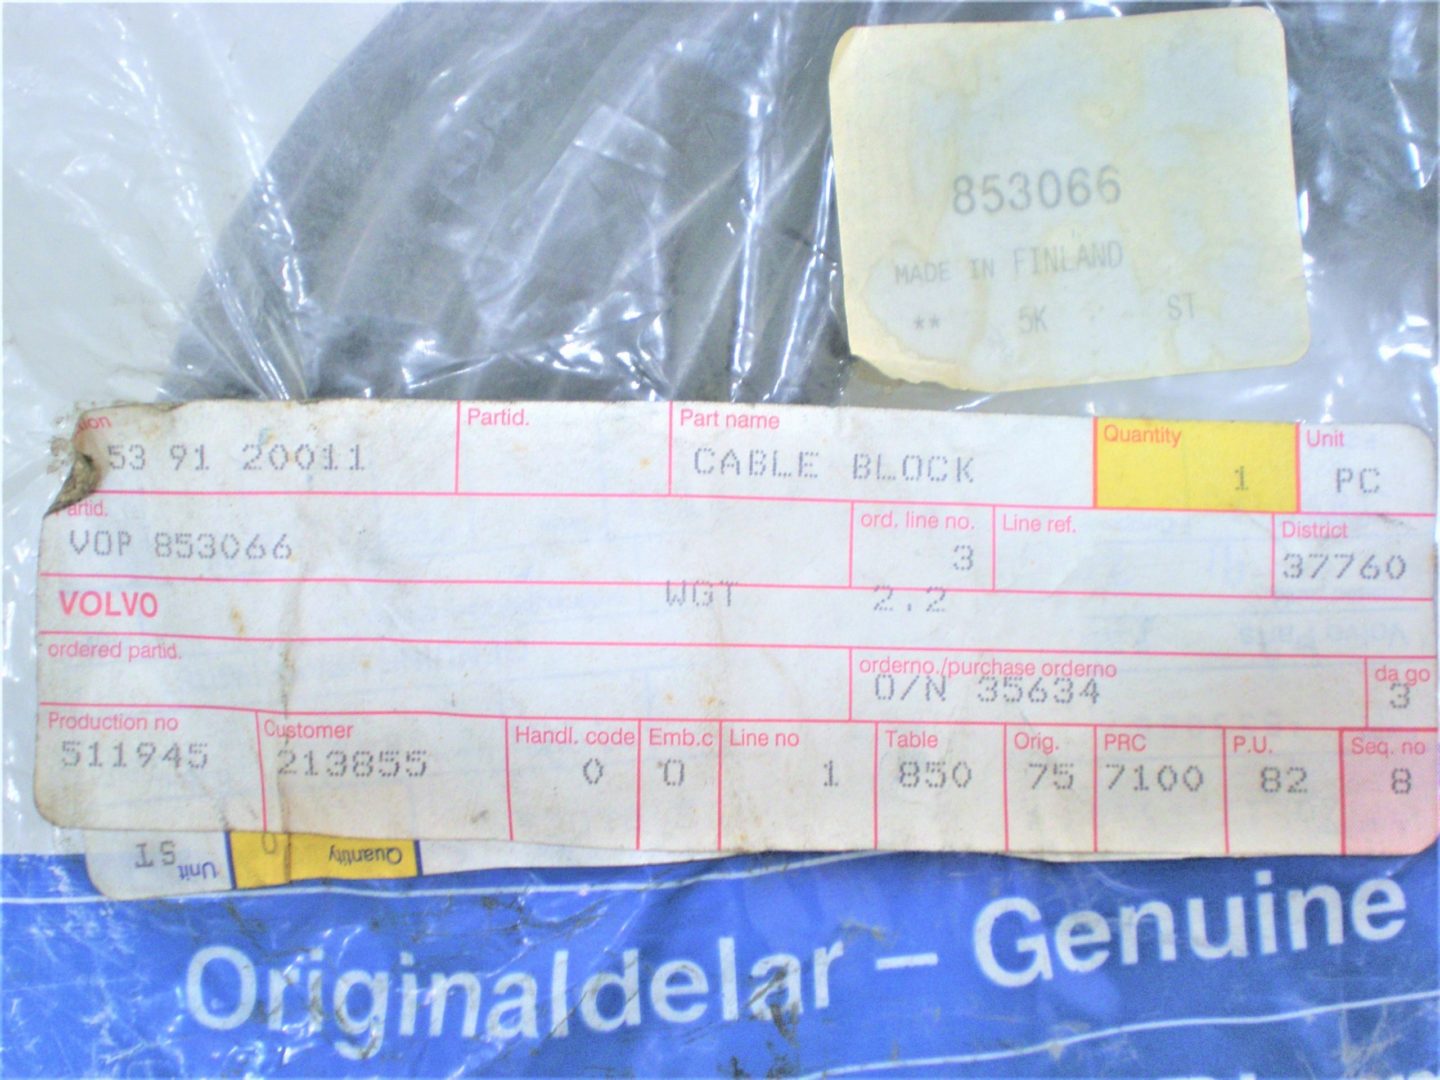 853066
MADE IN FINLAND
** 5K ST
Partid. Part name Quantity Unit
53 91 20011 CABLE BLOCK 1 PC
ord. line no. Line ref. District
VOP 853066 3 37760
VOLVO WGT 2.2
ordered partid. orderno./purchase orderno da go
O/N 35634 3
Production no Customer Handl. code Emb.c Line no Table Orig. PRC P.U. Seq. no
511945 213855 0 0 1 850 75 7100 82 8
ST Unit 0 Quantity
Originaldelar – Genuine